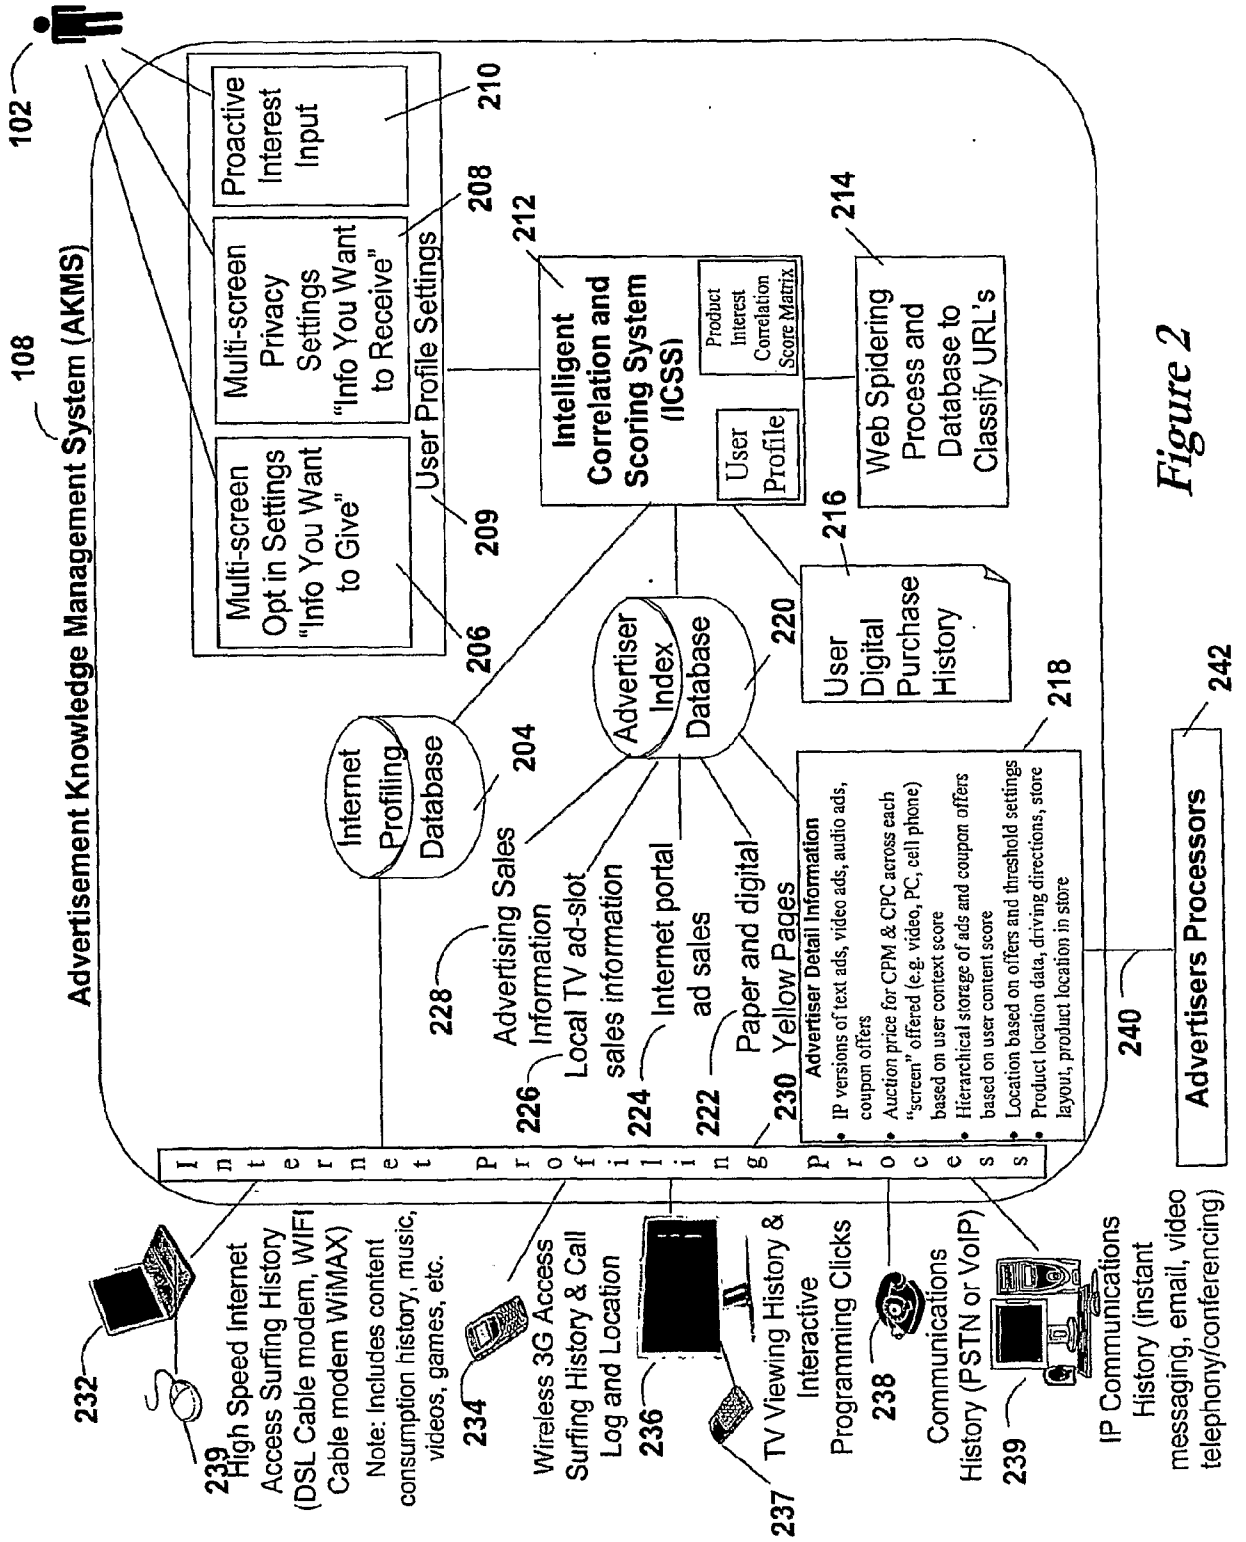 Advertisement Knowledge Management System (AKMS)
108
102
232
239
High Speed Internet
Access Surfing History
(DSL Cable modem, WIFI
Cable modem WiMAX)
Note: Includes content
consumption history, music,
videos, games, etc.
234
Wireless 3G Access
Surfing History & Call
Log and Location
236
237
TV Viewing History &
Interactive
Programming Clicks
238
Communications
History (PSTN or VoIP)
239
IP Communications
History (instant
messaging, email, video
telephony/conferencing)
Internet Profiling Process
230
Internet
Profiling
Database
204
228
Advertising Sales
Information
226
Local TV ad-slot
sales information
224
Internet portal
ad sales
222
Paper and digital
Yellow Pages
Advertiser
Index
Database
220
Advertiser Detail Information
• IP versions of text ads, video ads, audio ads,
coupon offers
• Auction price for CPM & CPC across each
"screen" offered (e.g. video, PC, cell phone)
based on user context score
• Hierarchical storage of ads and coupon offers
based on user content score
• Location based on offers and threshold settings
• Product location data, driving directions, store
layout, product location in store
218
Multi-screen
Opt in Settings
"Info You Want
to Give"
206
Multi-screen
Privacy
Settings
"Info You Want
to Receive"
208
Proactive
Interest
Input
210
User Profile Settings
209
Intelligent
Correlation and
Scoring System
(ICSS)
212
User
Profile
Product
Interest
Correlation
Score Matrix
User
Digital
Purchase
History
216
Web Spidering
Process and
Database to
Classify URL's
214
240
Advertisers Processors
242
Figure 2